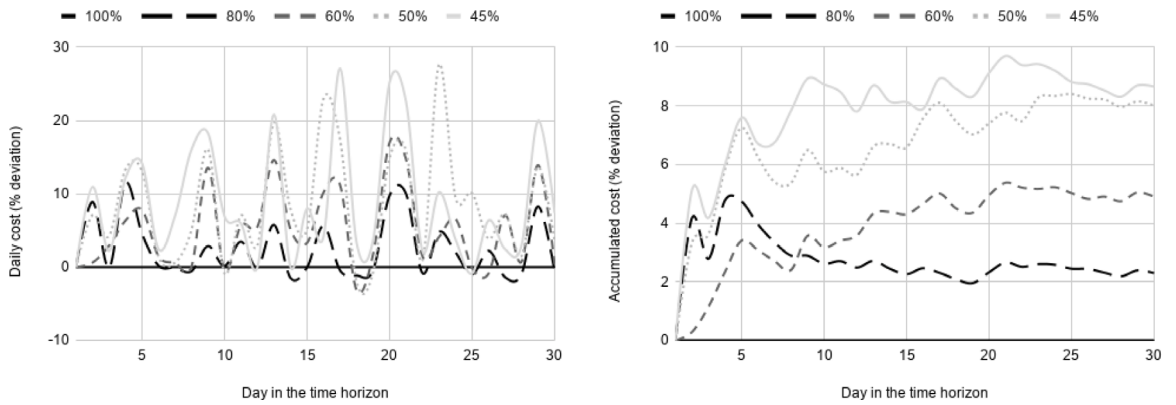 100% 80% 60% 50% 45%
30
20
10
0
-10
Daily cost (% deviation)
5 10 15 20 25 30
Day in the time horizon
100% 80% 60% 50% 45%
10
8
6
4
2
0
Accumulated cost (% deviation)
5 10 15 20 25 30
Day in the time horizon